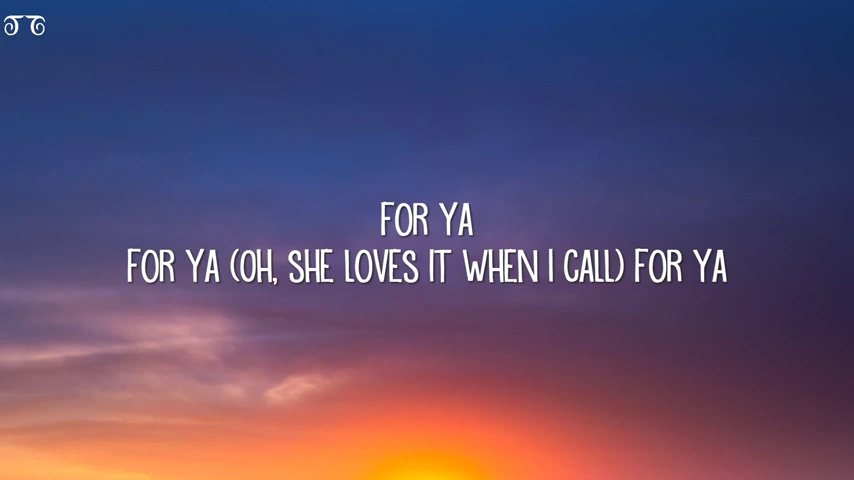 FOR YA
FOR YA (OH, SHE LOVES IT WHEN I CALL) FOR YA